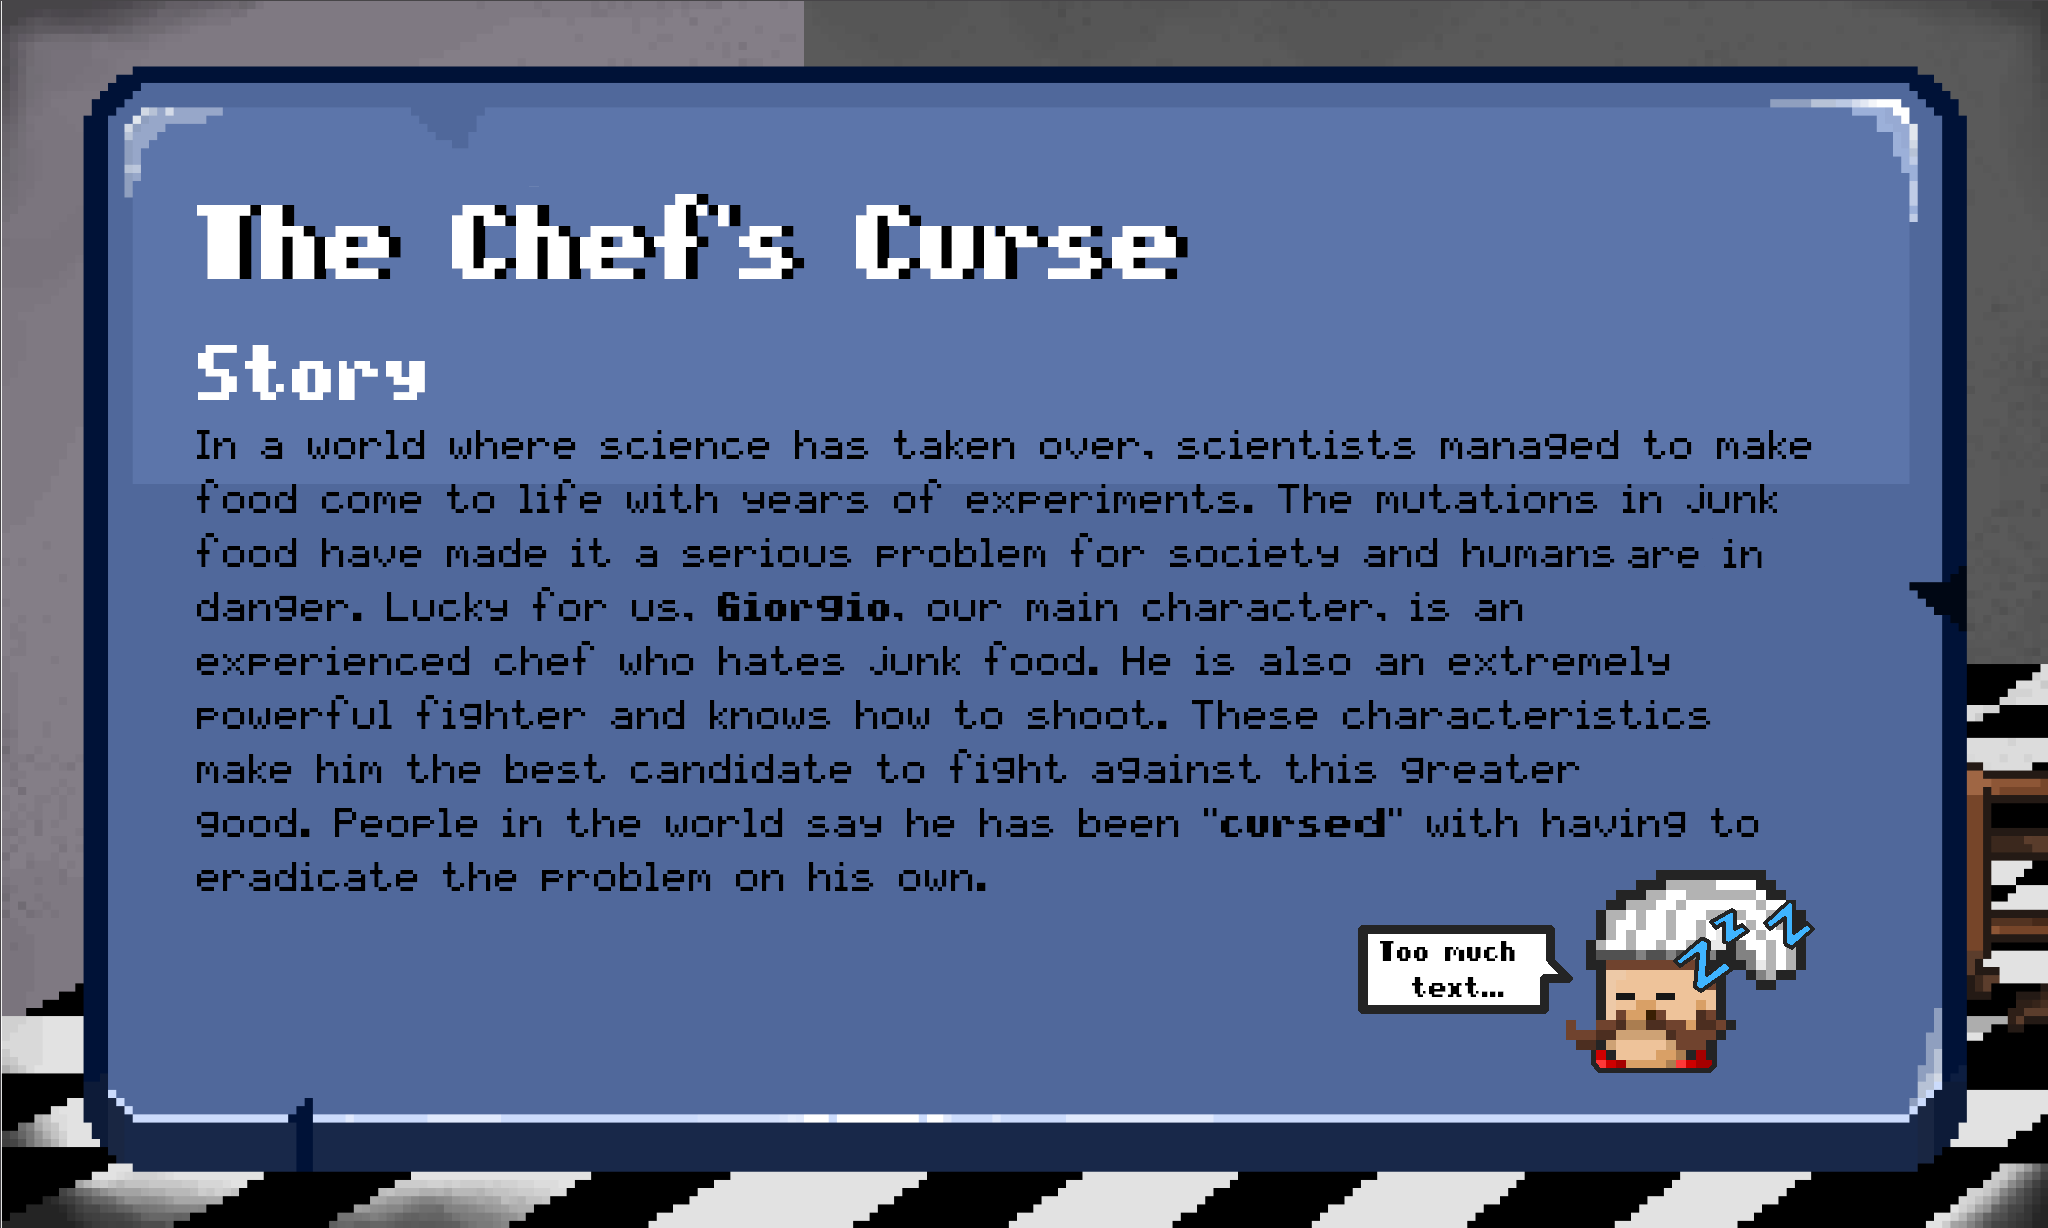 The Chef's Curse
Story
In a world where science has taken over, scientists managed to make
food come to life with years of experiments. The mutations in junk
food have made it a serious problem for society and humans are in
danger. Lucky for us, Giorgio, our main character, is an
experienced chef who hates junk food. He is also an extremely
powerful fighter and knows how to shoot. These characteristics
make him the best candidate to fight against this greater
good. People in the world say he has been "cursed" with having to
eradicate the problem on his own.
Too much
text...
Z z Z